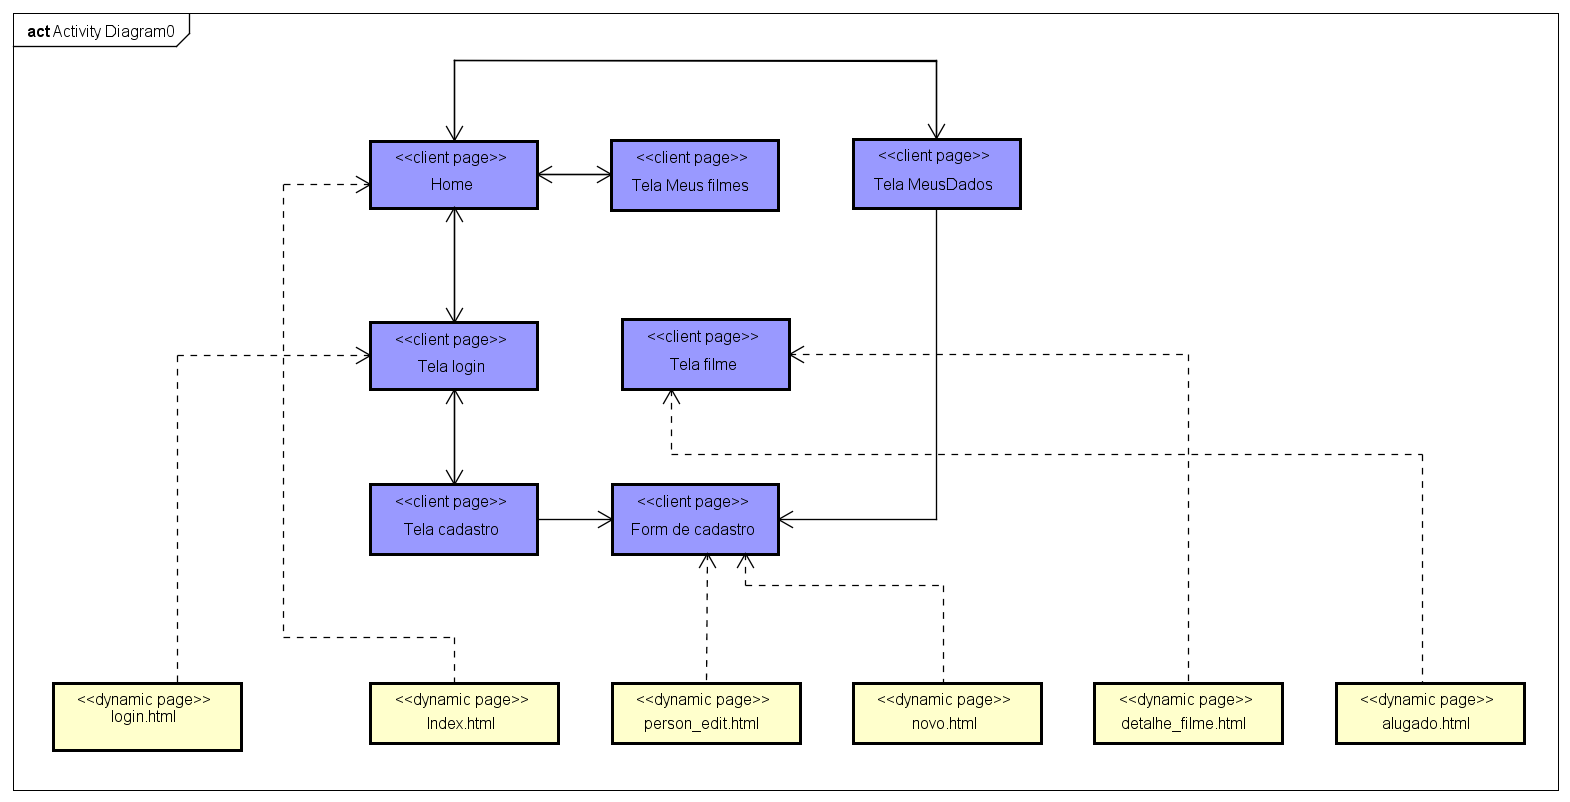 act Activity Diagram0
<<client page>>
Home
<<client page>>
Tela Meus filmes
<<client page>>
Tela MeusDados
<<client page>>
Tela login
<<client page>>
Tela filme
<<client page>>
Tela cadastro
<<client page>>
Form de cadastro
<<dynamic page>>
login.html
<<dynamic page>>
Index.html
<<dynamic page>>
person_edit.html
<<dynamic page>>
novo.html
<<dynamic page>>
detalhe_filme.html
<<dynamic page>>
alugado.html